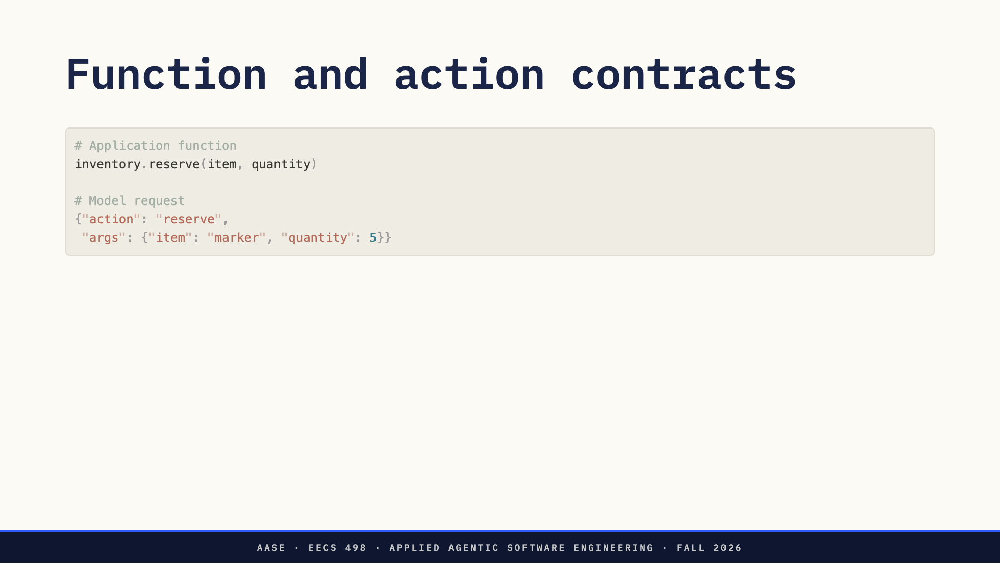 Function and action contracts
# Application function
inventory.reserve(item, quantity)
# Model request
{"action": "reserve",
 "args": {"item": "marker", "quantity": 5}}
AASE · EECS 498 · APPLIED AGENTIC SOFTWARE ENGINEERING · FALL 2026